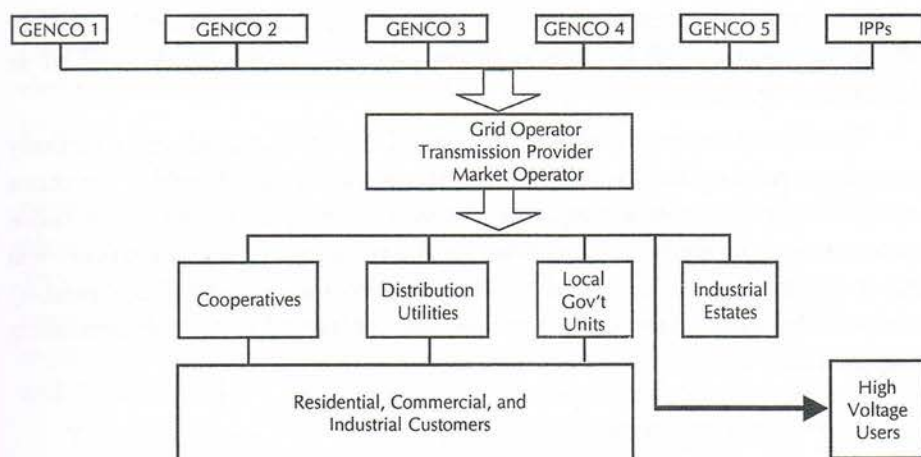 GENCO 1
GENCO 2
GENCO 3
GENCO 4
GENCO 5
IPPs
Grid Operator
Transmission Provider
Market Operator
Cooperatives
Distribution
Utilities
Local
Gov't
Units
Industrial
Estates
Residential, Commercial, and
Industrial Customers
High
Voltage
Users